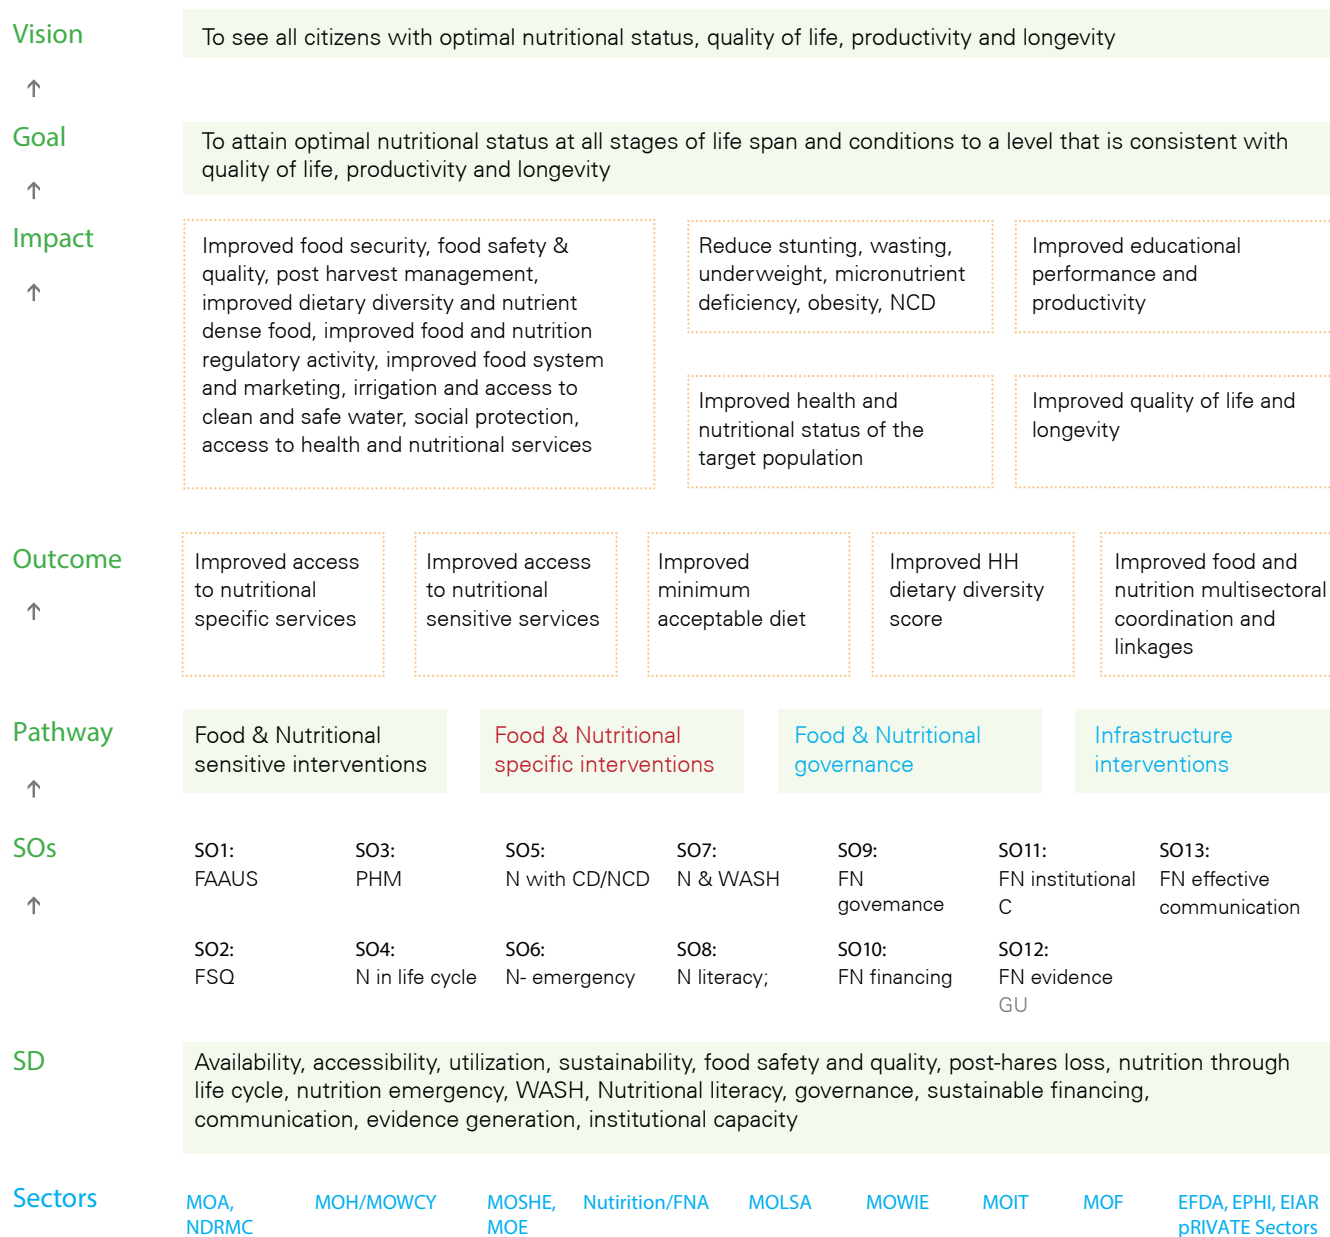 Vision
To see all citizens with optimal nutritional status, quality of life, productivity and longevity
Goal
To attain optimal nutritional status at all stages of life span and conditions to a level that is consistent with
quality of life, productivity and longevity
Impact
Improved food security, food safety &
quality, post harvest management,
improved dietary diversity and nutrient
dense food, improved food and nutrition
regulatory activity, improved food system
and marketing, irrigation and access to
clean and safe water, social protection,
access to health and nutritional services
Reduce stunting, wasting,
underweight, micronutrient
deficiency, obesity, NCD
Improved educational
performance and
productivity
Improved health and
nutritional status of the
target population
Improved quality of life and
longevity
Outcome
Improved access
to nutritional
specific services
Improved access
to nutritional
sensitive services
Improved
minimum
acceptable diet
Improved HH
dietary diversity
score
Improved food and
nutrition multisectoral
coordination and
linkages
Pathway
Food & Nutritional
sensitive interventions
Food & Nutritional
specific interventions
Food & Nutritional
governance
Infrastructure
interventions
SOs
SO1:
FAAUS
SO3:
PHM
SO5:
N with CD/NCD
SO7:
N & WASH
SO9:
FN
govemance
SO11:
FN institutional
C
SO13:
FN effective
communication
SO2:
FSQ
SO4:
N in life cycle
SO6:
N- emergency
SO8:
N literacy;
SO10:
FN financing
SO12:
FN evidence
GU
SD
Availability, accessibility, utilization, sustainability, food safety and quality, post-hares loss, nutrition through
life cycle, nutrition emergency, WASH, Nutritional literacy, governance, sustainable financing,
communication, evidence generation, institutional capacity
Sectors
MOA,
NDRMC
MOH/MOWCY
MOSHE,
MOE
Nutirition/FNA
MOLSA
MOWIE
MOIT
MOF
EFDA, EPHI, EIAR
pRIVATE Sectors